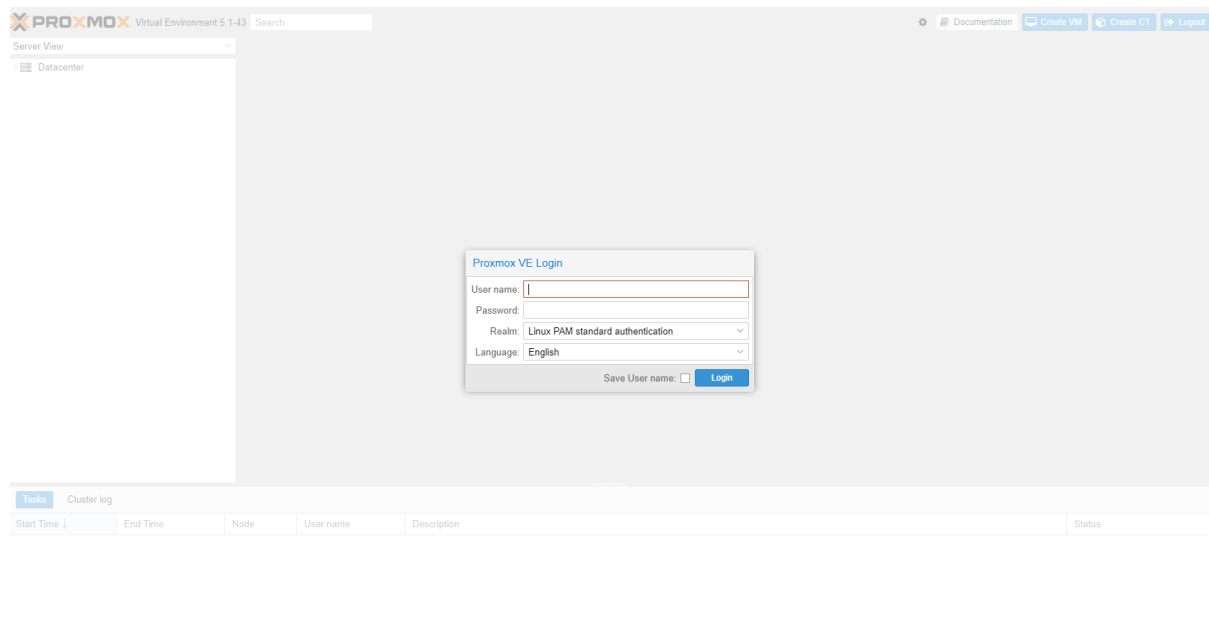 PROXMOX Virtual Environment 5.1-43 Search Documentation Create VM Create CT Logout
Server View
Datacenter
Proxmox VE Login
User name:
Password:
Realm: Linux PAM standard authentication
Language: English
Save User name: Login
Tasks Cluster log
Start Time ↓ End Time Node User name Description Status